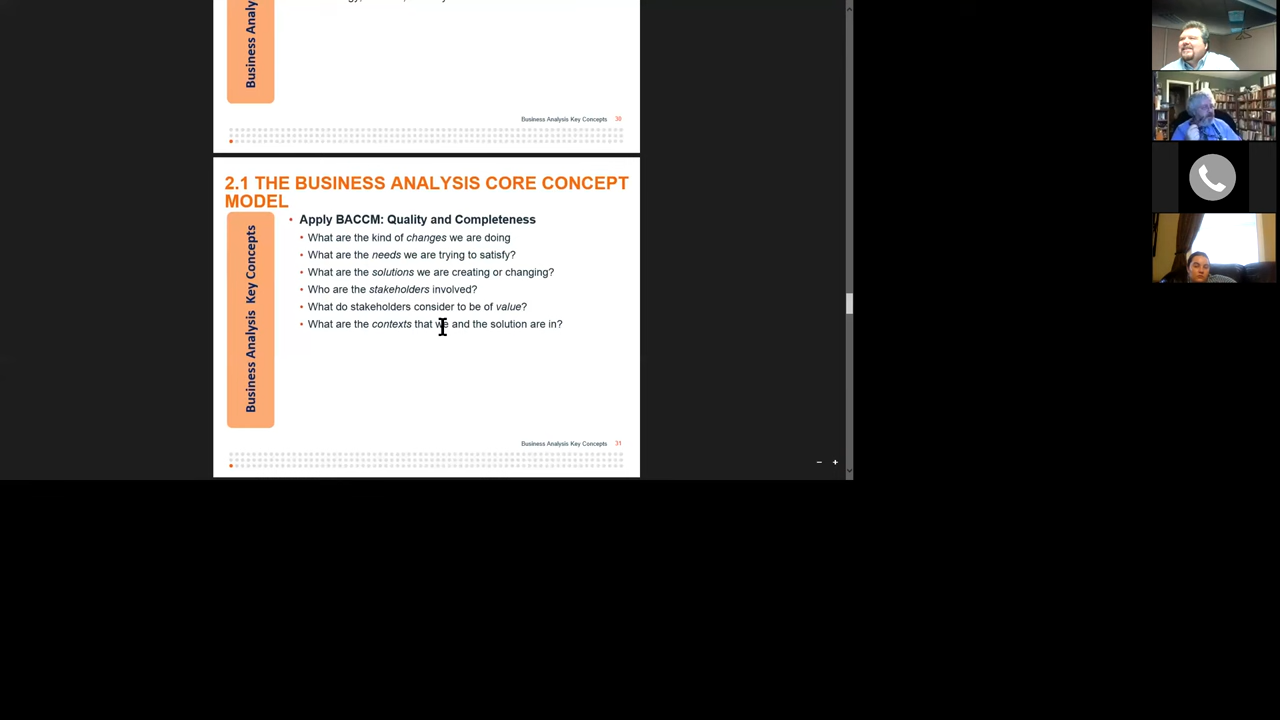 Business Analy
Business Analysis Key Concepts 30
2.1 THE BUSINESS ANALYSIS CORE CONCEPT
MODEL
Business Analysis Key Concepts
• Apply BACCM: Quality and Completeness
• What are the kind of changes we are doing
• What are the needs we are trying to satisfy?
• What are the solutions we are creating or changing?
• Who are the stakeholders involved?
• What do stakeholders consider to be of value?
• What are the contexts that we and the solution are in?
Business Analysis Key Concepts 31